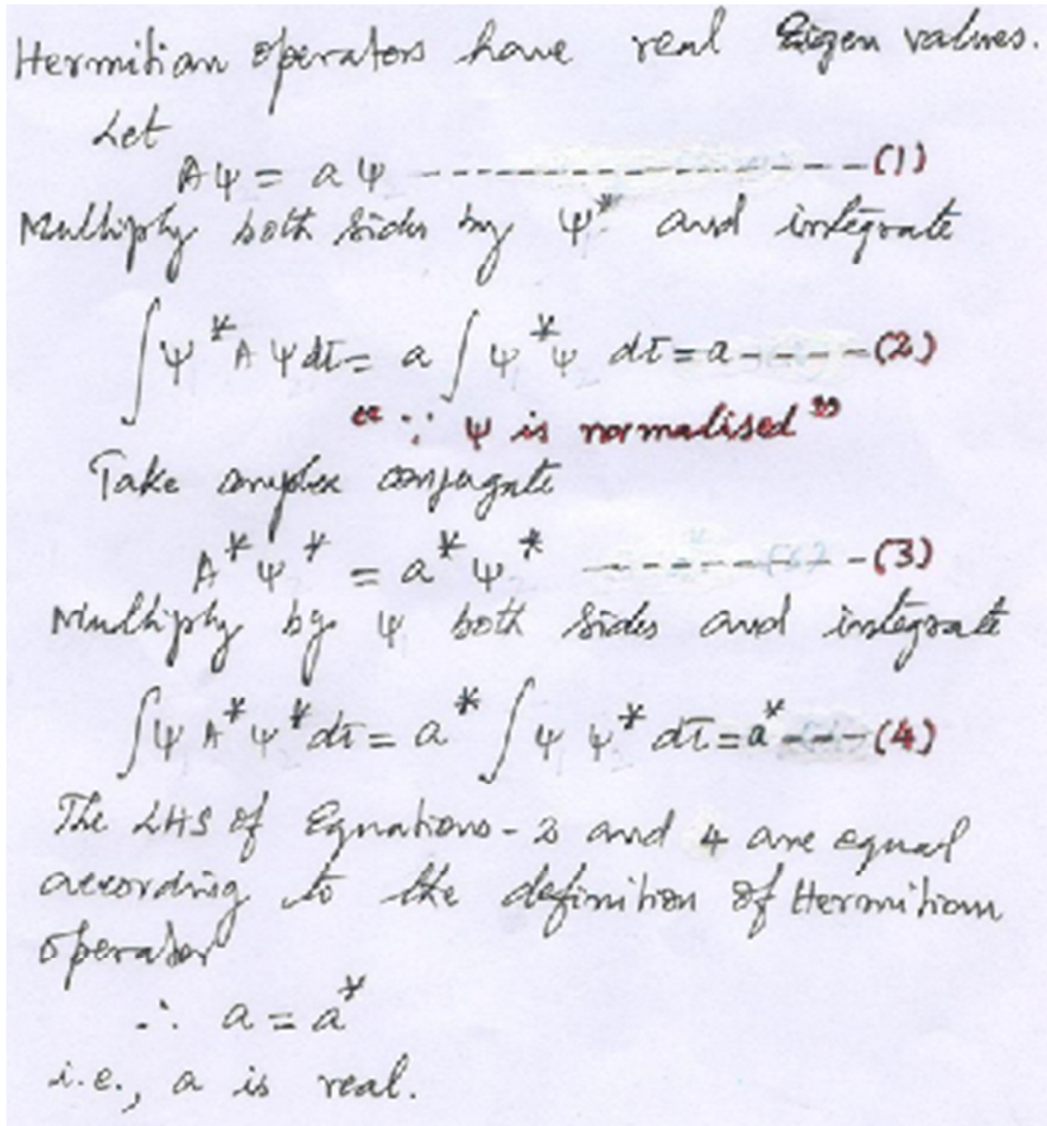 Hermitian operators have real Eigen values.
Let
Aψ = aψ --------------------(1)
Multiply both sides by ψ* and integrate
∫ψ*Aψdτ = a∫ψ*ψ dτ = a-----(2)
"∵ ψ is normalised"
Take complex conjugate
A*ψ* = a*ψ* -----------(3)
Multiply by ψ both sides and integrate
∫ψA*ψ*dτ = a*∫ψψ*dτ = a*----(4)
The LHS of Equations-2 and 4 are equal
according to the definition of Hermitian
operator
∴ a = a*
i.e., a is real.